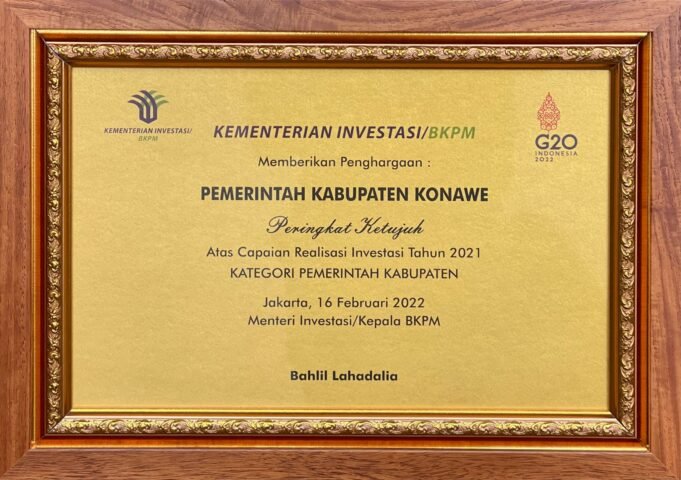 KEMENTERIAN INVESTASI/
BKPM
G20
INDONESIA
2022
KEMENTERIAN INVESTASI/BKPM
Memberikan Penghargaan :
PEMERINTAH KABUPATEN KONAWE
Peringkat Ketujuh
Atas Capaian Realisasi Investasi Tahun 2021
KATEGORI PEMERINTAH KABUPATEN
Jakarta, 16 Februari 2022
Menteri Investasi/Kepala BKPM
Bahlil Lahadalia